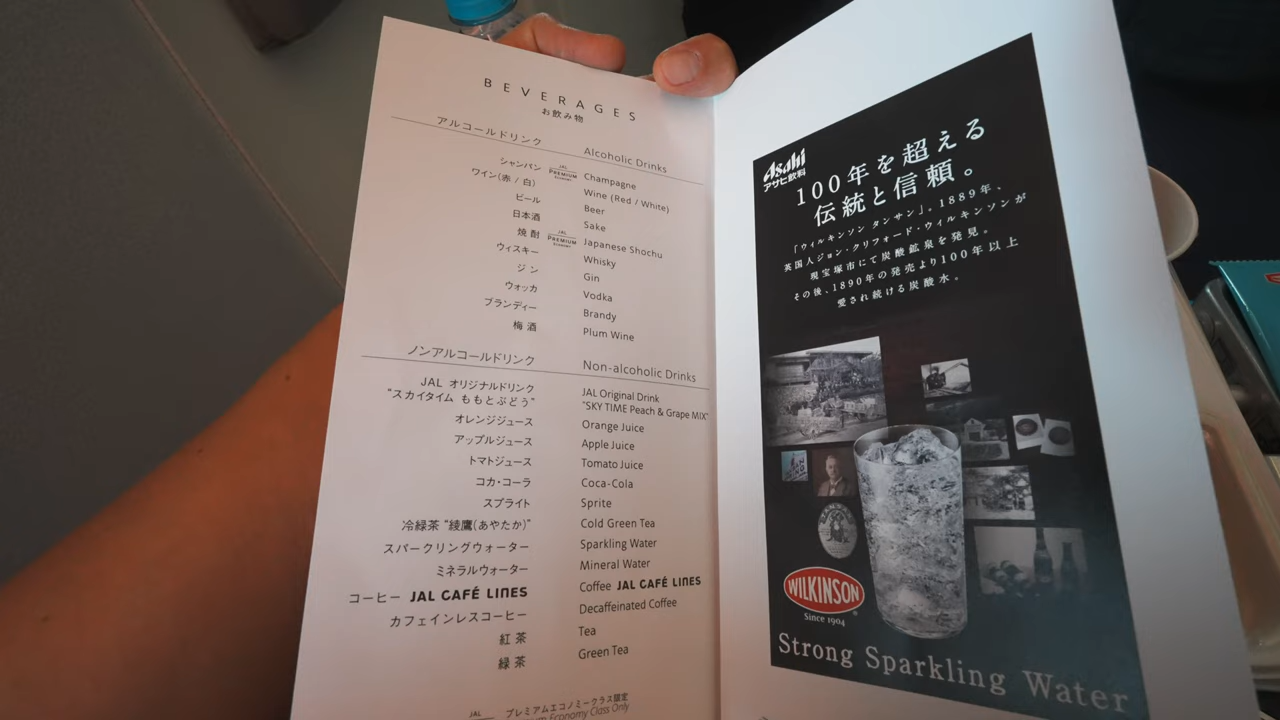 BEVERAGES
お飲み物
アルコールドリンク Alcoholic Drinks
シャンパン JAL PREMIUM ECONOMY Champagne
ワイン(赤 / 白) Wine (Red / White)
ビール Beer
日本酒 Sake
焼酎 JAL PREMIUM ECONOMY Japanese Shochu
ウィスキー Whisky
ジン Gin
ウォッカ Vodka
ブランディー Brandy
梅酒 Plum Wine
ノンアルコールドリンク Non-alcoholic Drinks
JAL オリジナルドリンク JAL Original Drink
"スカイタイム ももとぶどう" "SKY TIME Peach & Grape MIX"
オレンジジュース Orange Juice
アップルジュース Apple Juice
トマトジュース Tomato Juice
コカ・コーラ Coca-Cola
スプライト Sprite
冷緑茶 "綾鷹(あやたか)" Cold Green Tea
スパークリングウォーター Sparkling Water
ミネラルウォーター Mineral Water
コーヒー JAL CAFÉ LINES Coffee JAL CAFÉ LINES
カフェインレスコーヒー Decaffeinated Coffee
紅茶 Tea
緑茶 Green Tea
JAL プレミアムエコノミークラス限定
Economy Class Only
Asahi
アサヒ飲料
100年を超える
伝統と信頼。
「ウィルキンソン タンサン」。1889年、
英国人ジョン・クリフォード・ウィルキンソンが
現宝塚市にて炭酸鉱泉を発見。
その後、1890年の発売より100年以上
愛され続ける炭酸水。
WILKINSON
Since 1904
Strong Sparkling Water